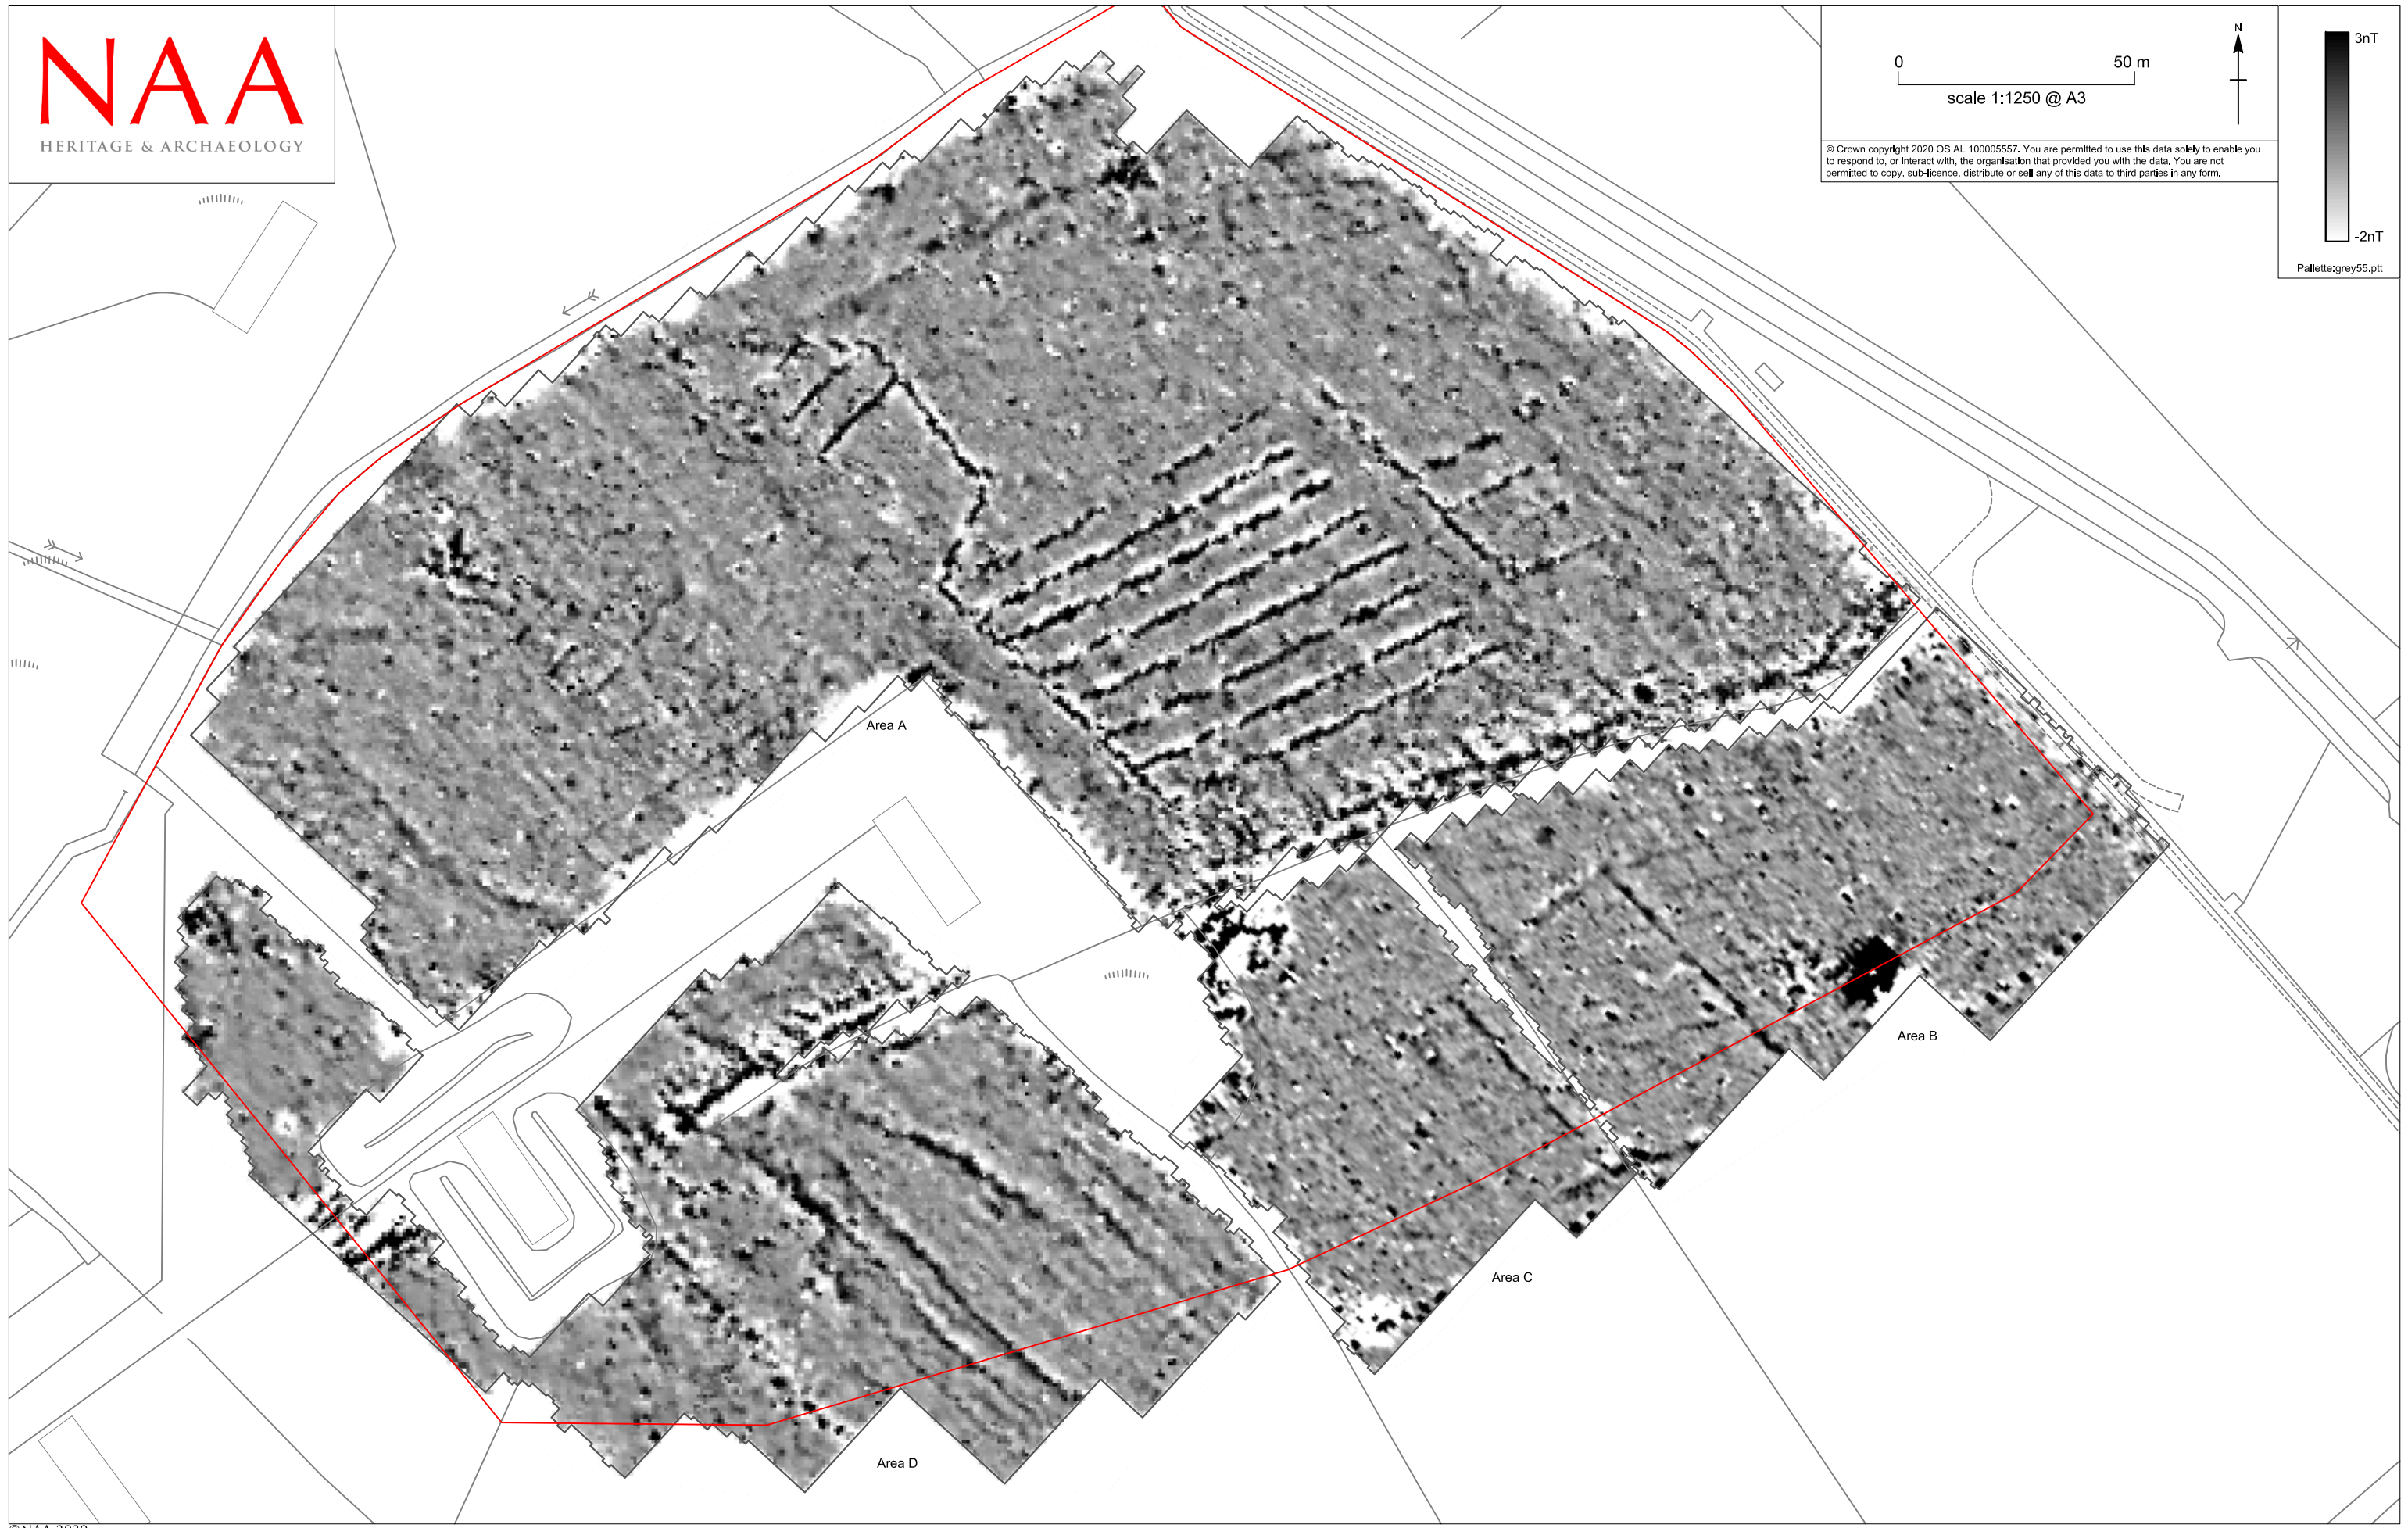 NAA
HERITAGE & ARCHAEOLOGY
0 50 m
scale 1:1250 @ A3
N
© Crown copyright 2020 OS AL 100005557. You are permitted to use this data solely to enable you
to respond to, or interact with, the organisation that provided you with the data. You are not
permitted to copy, sub-licence, distribute or sell any of this data to third parties in any form.
3nT
-2nT
Pallette:grey55.ptt
Area A
Area B
Area C
Area D
©NAA 2020